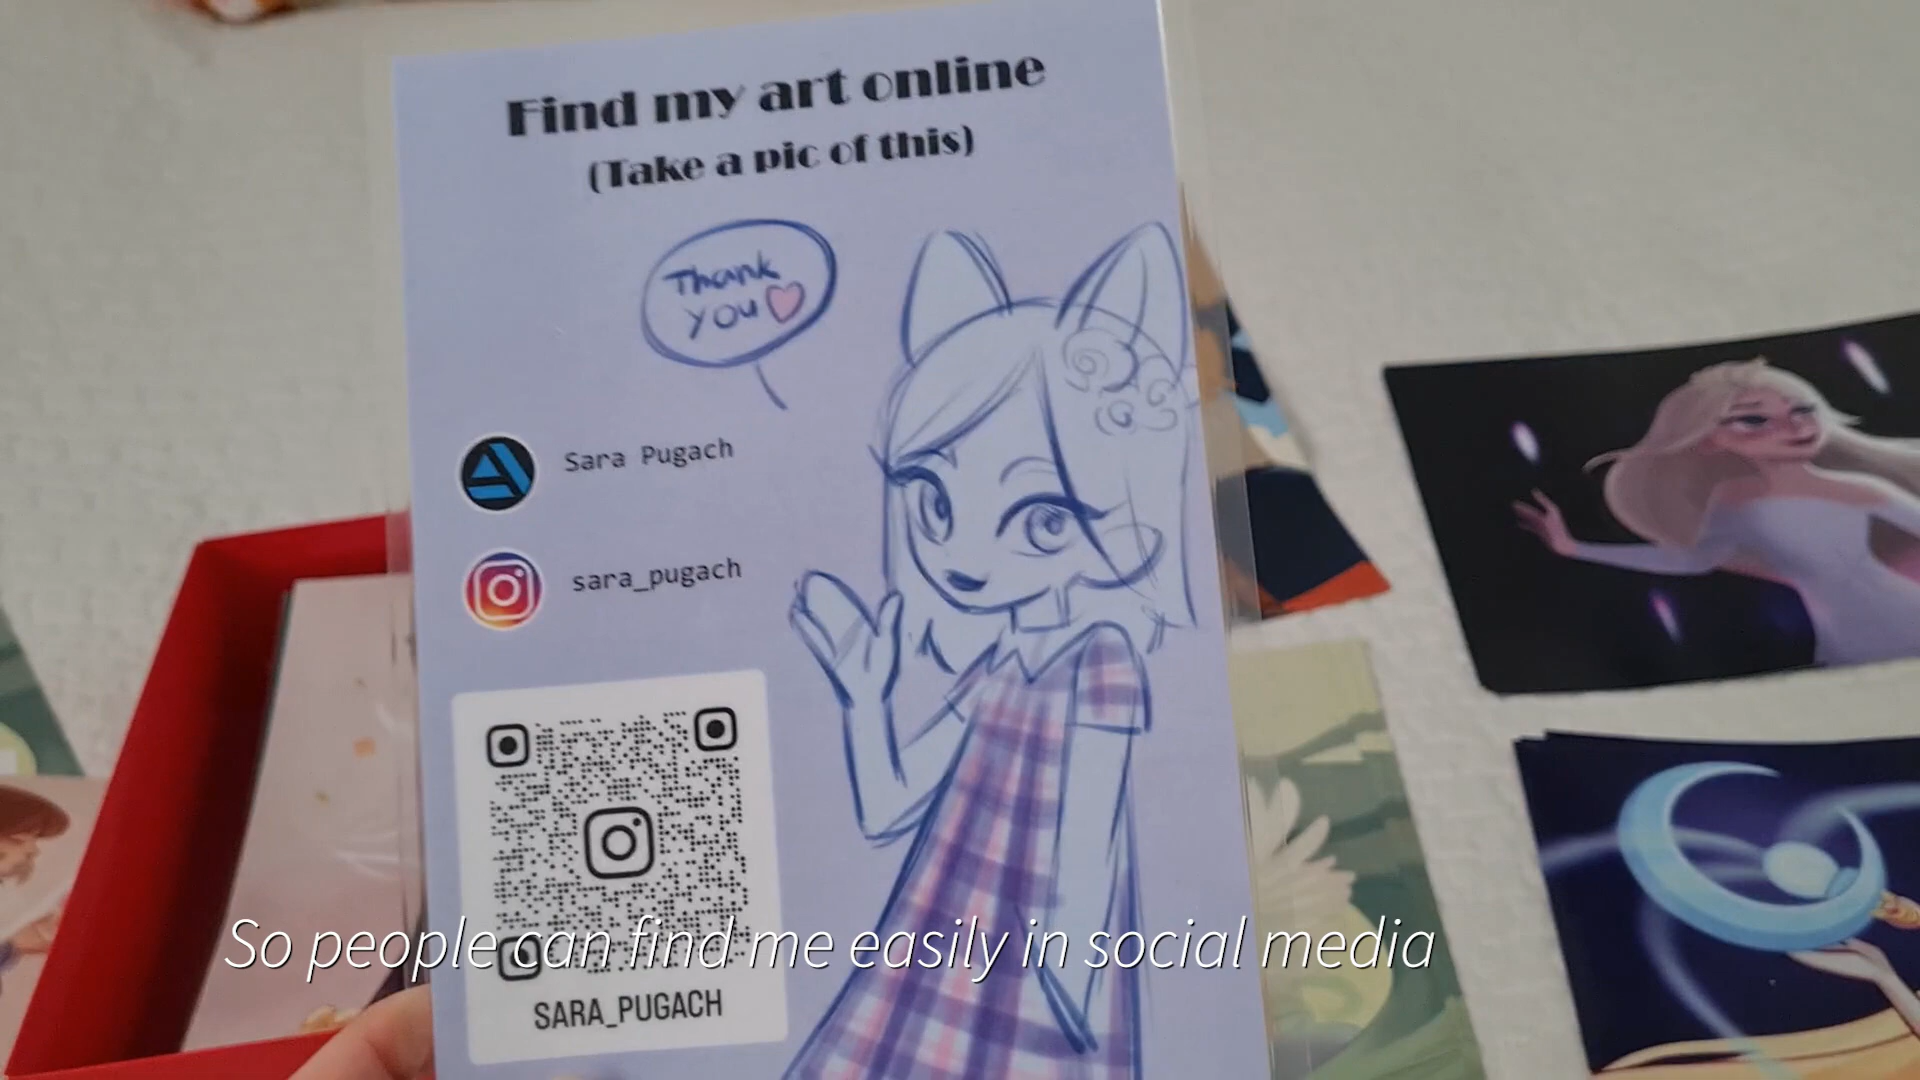 Find my art online
(Take a pic of this)
Thank
you
Sara Pugach
sara_pugach
So people can find me easily in social media
SARA_PUGACH